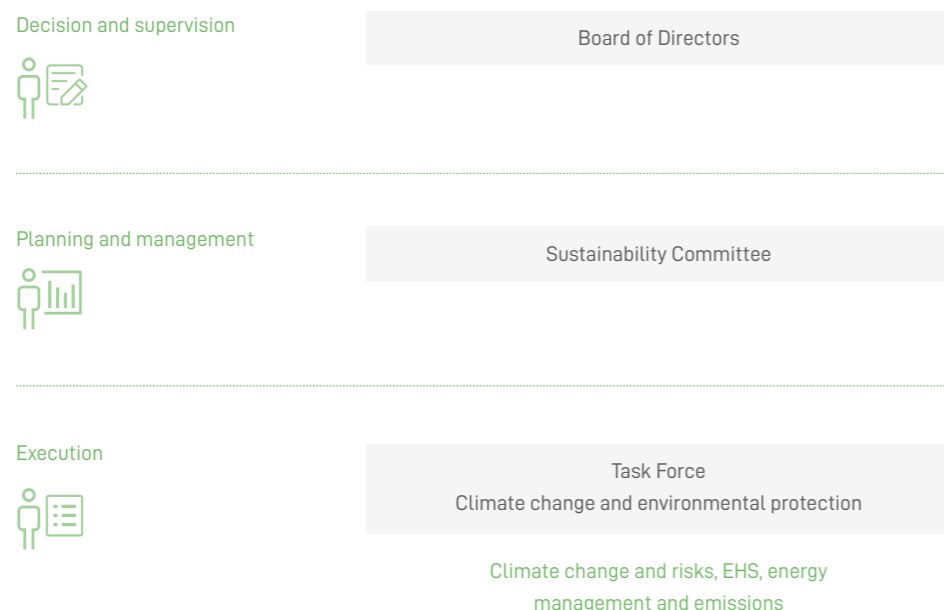 Decision and supervision
Board of Directors
Planning and management
Sustainability Committee
Execution
Task Force
Climate change and environmental protection
Climate change and risks, EHS, energy
management and emissions